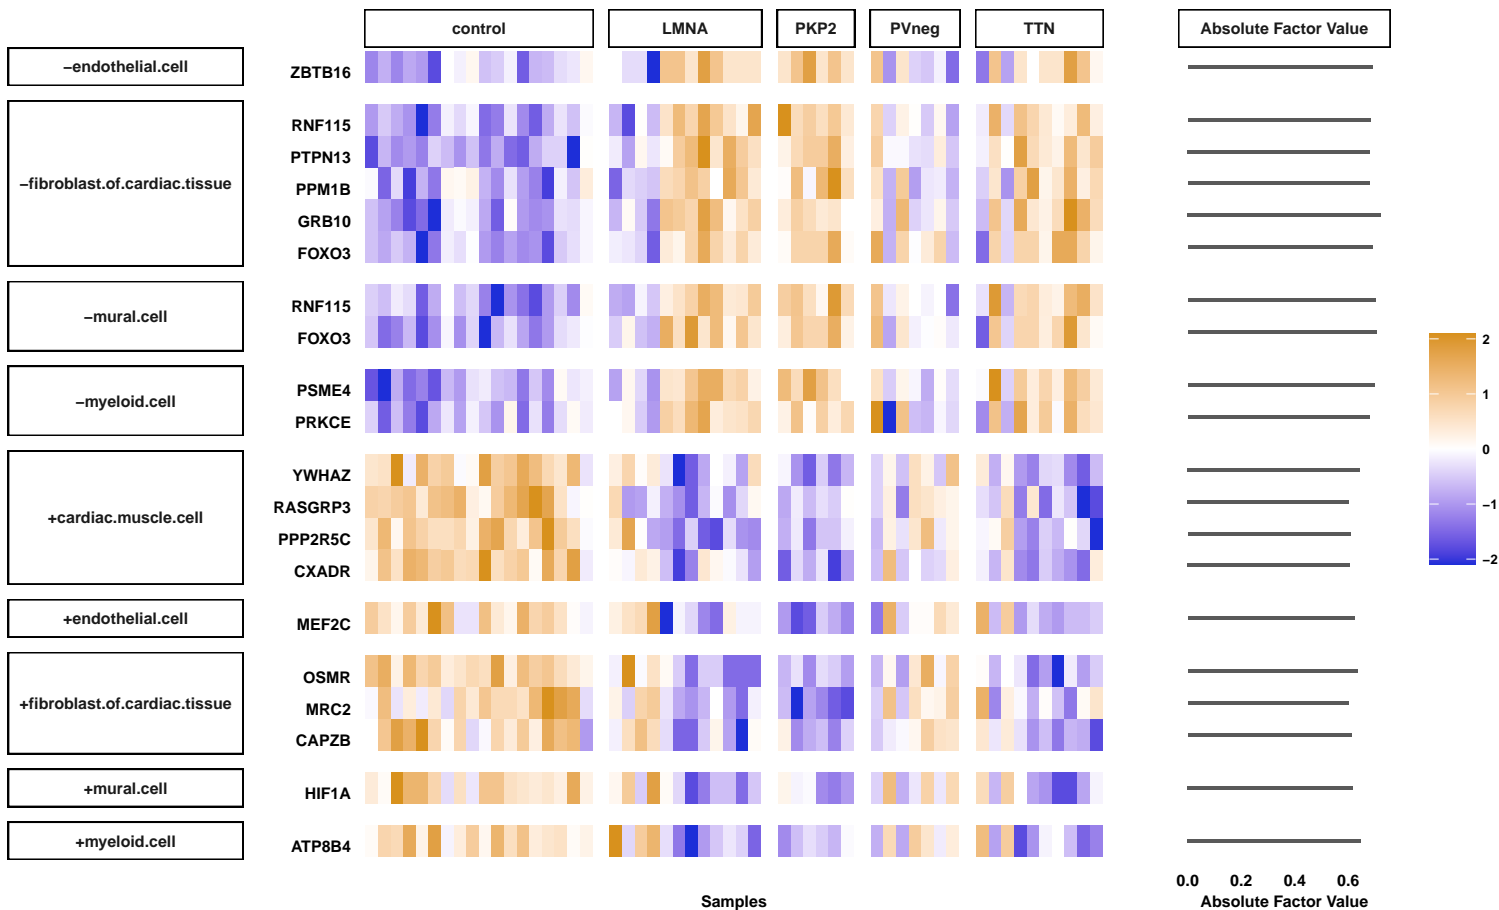 control LMNA PKP2 PVneg TTN Absolute Factor Value
−endothelial.cell ZBTB16
−fibroblast.of.cardiac.tissue
RNF115
PTPN13
PPM1B
GRB10
FOXO3
−mural.cell
RNF115
FOXO3
−myeloid.cell
PSME4
PRKCE
+cardiac.muscle.cell
YWHAZ
RASGRP3
PPP2R5C
CXADR
+endothelial.cell MEF2C
+fibroblast.of.cardiac.tissue
OSMR
MRC2
CAPZB
+mural.cell HIF1A
+myeloid.cell ATP8B4
2
1
0
−1
−2
0.0 0.2 0.4 0.6
Samples Absolute Factor Value